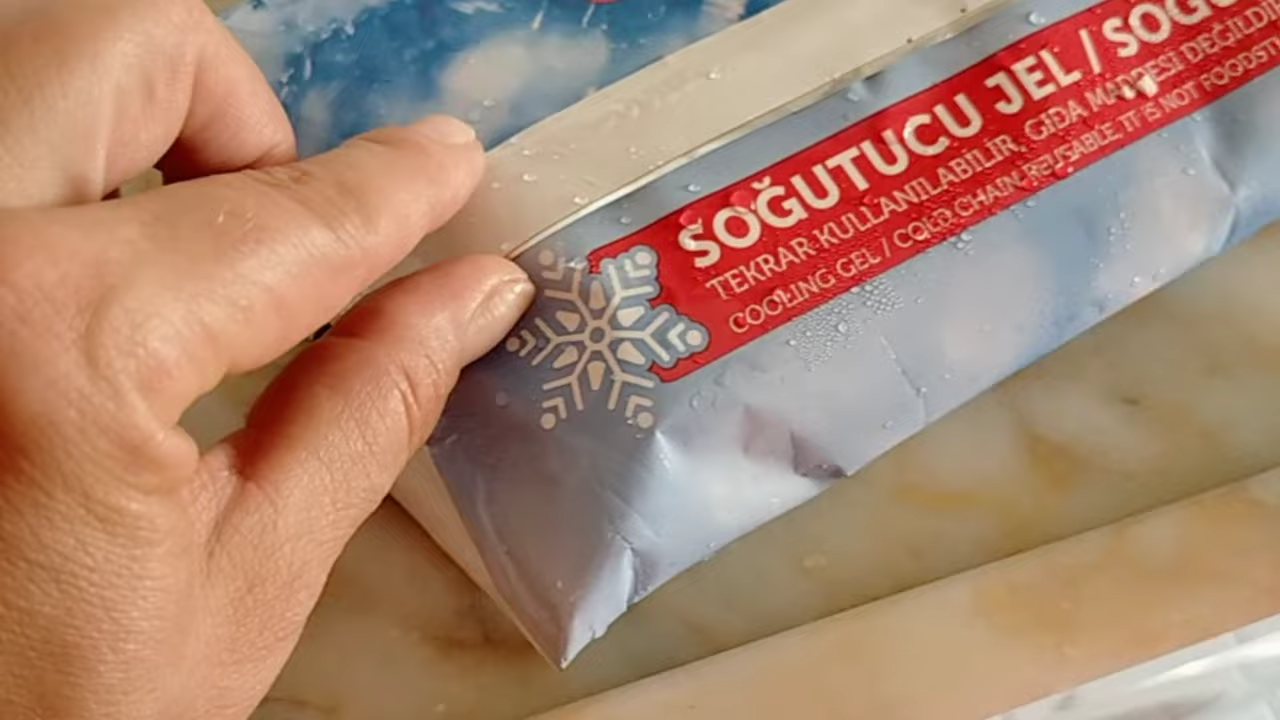 SOĞUTUCU JEL / SOĞU
TEKRAR KULLANILABİLİR, GIDA MADDESİ DEĞİLDİR
COOLING GEL / COLD CHAIN REUSABLE IT IS NOT FOODST